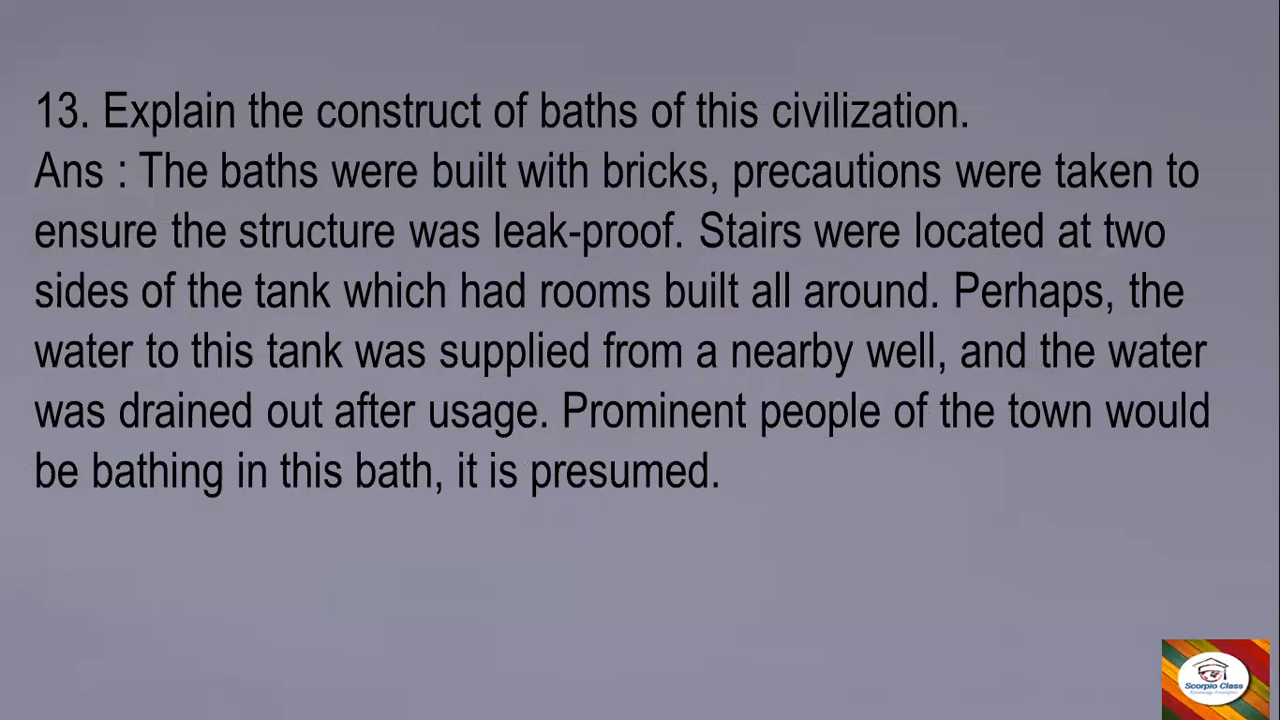 13. Explain the construct of baths of this civilization.
Ans : The baths were built with bricks, precautions were taken to
ensure the structure was leak-proof. Stairs were located at two
sides of the tank which had rooms built all around. Perhaps, the
water to this tank was supplied from a nearby well, and the water
was drained out after usage. Prominent people of the town would
be bathing in this bath, it is presumed.
Scorpio Class